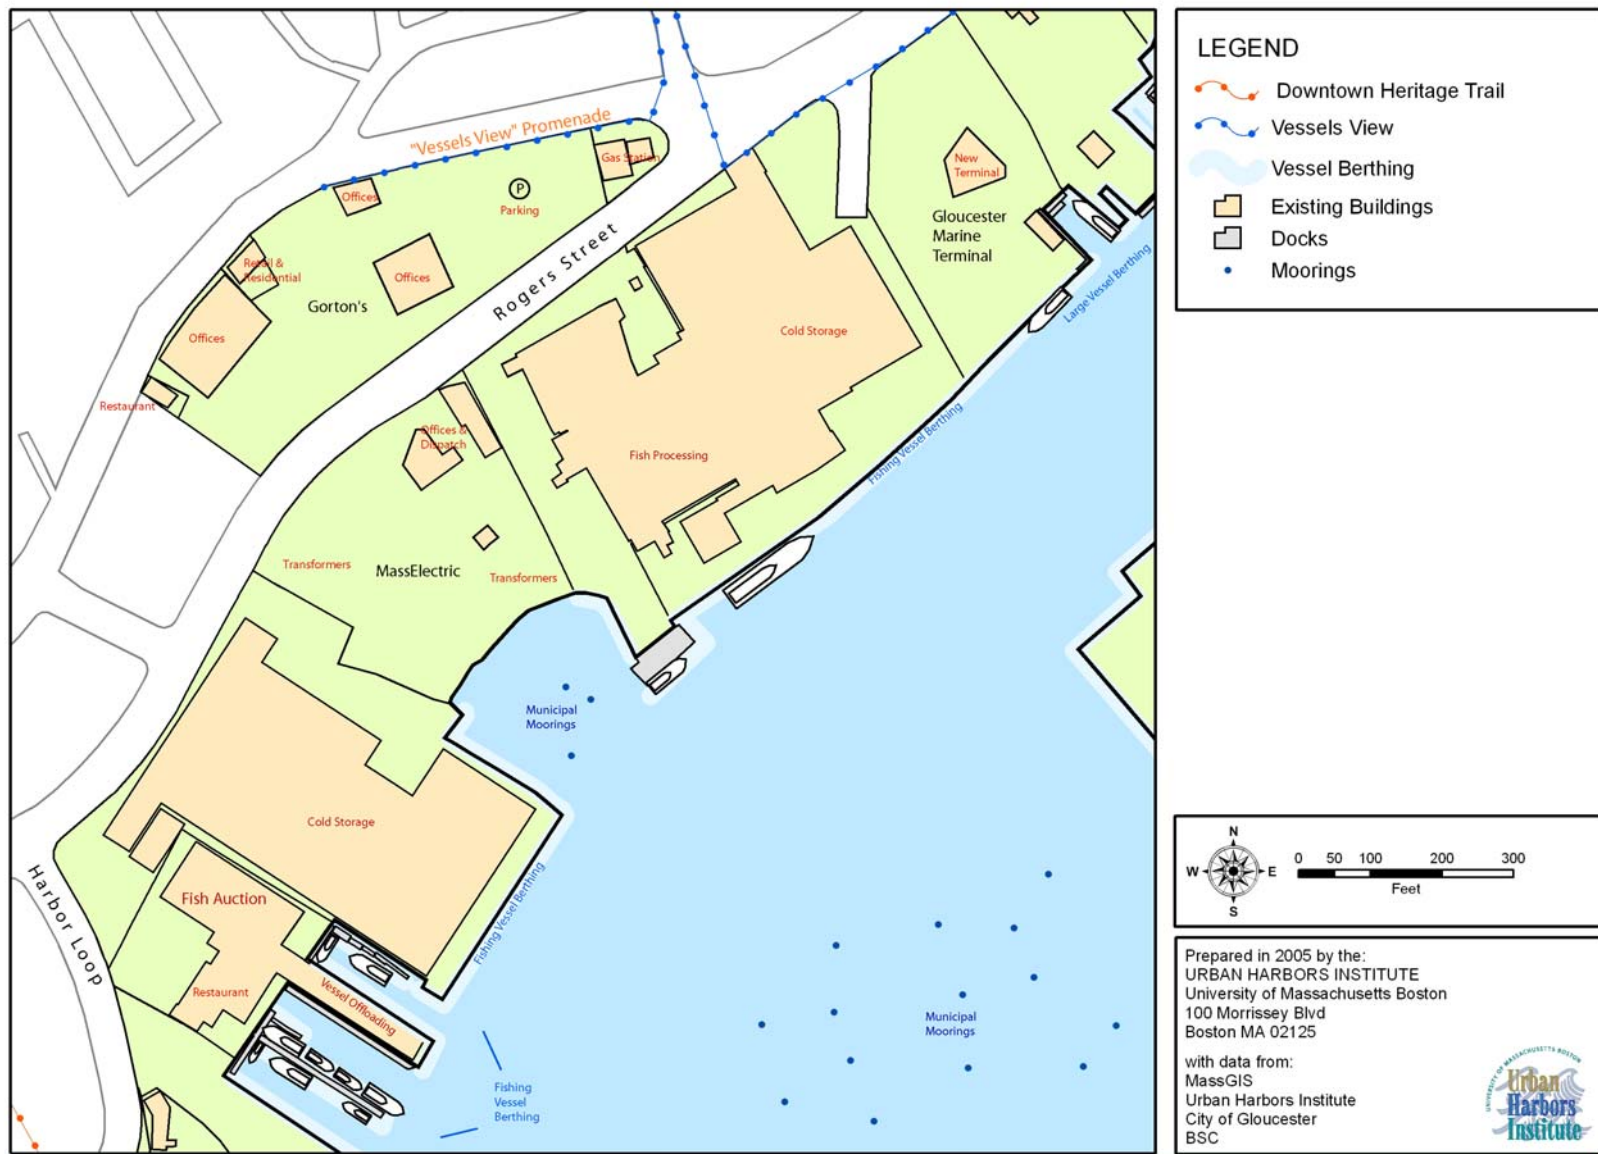 "Vessels View" Promenade
Gas Station
Offices
P
Parking
Retail &
Residential
Offices
Gorton's
Offices
Restaurant
Rogers Street
New
Terminal
Gloucester
Marine
Terminal
Large Vessel Berthing
Cold Storage
Fishing Vessel Berthing
Fish Processing
Offices &
Dispatch
Transformers
MassElectric
Transformers
Municipal
Moorings
Cold Storage
Fishing Vessel Berthing
Harbor Loop
Fish Auction
Restaurant
Vessel Offloading
Fishing
Vessel
Berthing
Municipal
Moorings
LEGEND
Downtown Heritage Trail
Vessels View
Vessel Berthing
Existing Buildings
Docks
Moorings
N
W E
S
0 50 100 200 300
Feet
Prepared in 2005 by the:
URBAN HARBORS INSTITUTE
University of Massachusetts Boston
100 Morrissey Blvd
Boston MA 02125
with data from:
MassGIS
Urban Harbors Institute
City of Gloucester
BSC
UNIVERSITY OF MASSACHUSETTS BOSTON
Urban
Harbors
Institute